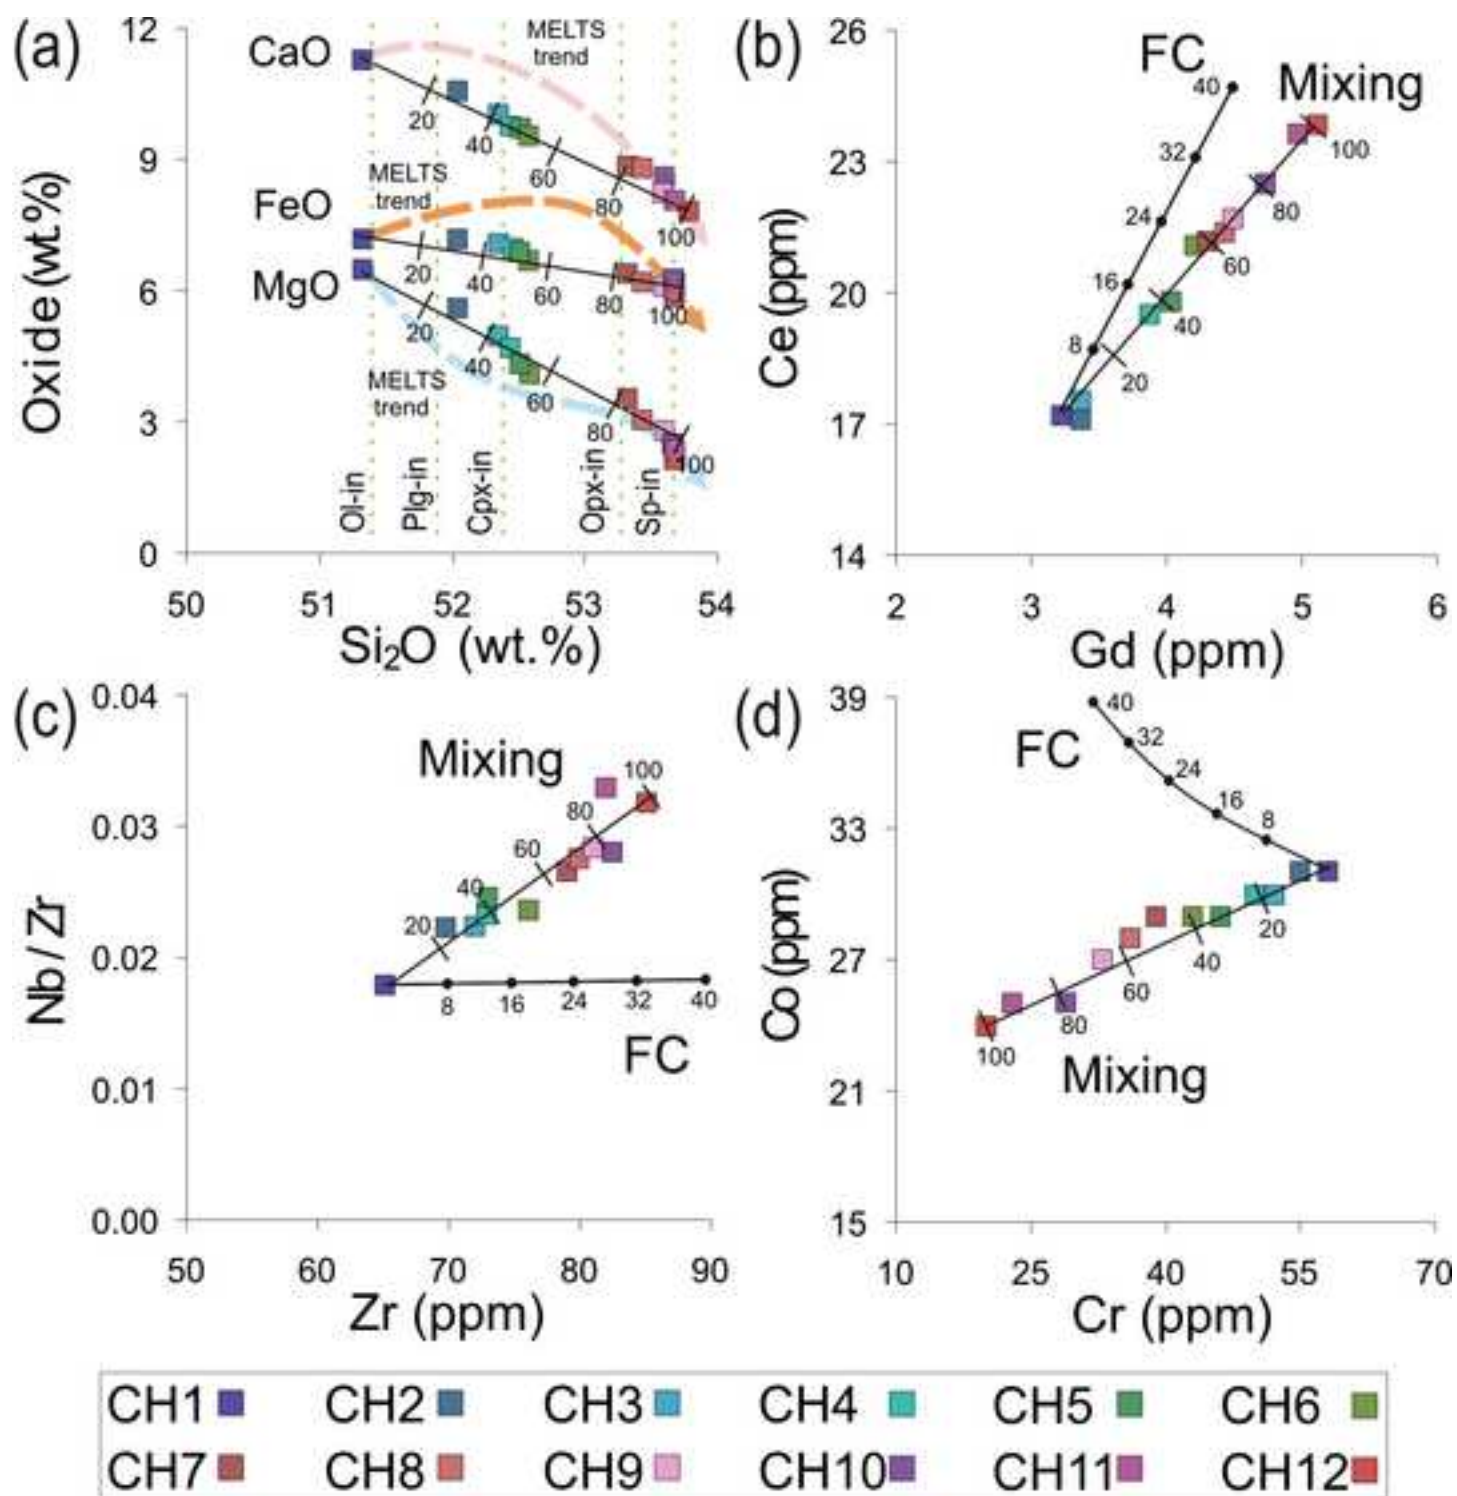 (a)
12
9
6
3
0
Oxide (wt.%)
CaO
FeO
MgO
MELTS
trend
MELTS
trend
MELTS
trend
20
40
60
80
100
20
40
60
80
100
20
40
60
80
100
Ol-in
Plg-in
Cpx-in
Opx-in
Sp-in
50
51
52
53
54
Si₂O (wt.%)
(b)
26
23
20
17
14
Ce (ppm)
FC
Mixing
40
32
24
16
8
100
80
60
40
20
2
3
4
5
6
Gd (ppm)
(c)
0.04
0.03
0.02
0.01
0.00
Nb / Zr
Mixing
100
80
60
40
20
8
16
24
32
40
FC
50
60
70
80
90
Zr (ppm)
(d)
39
33
27
21
15
Co (ppm)
FC
40
32
24
16
8
20
40
60
80
100
Mixing
10
25
40
55
70
Cr (ppm)
CH1 CH2 CH3 CH4 CH5 CH6
CH7 CH8 CH9 CH10 CH11 CH12